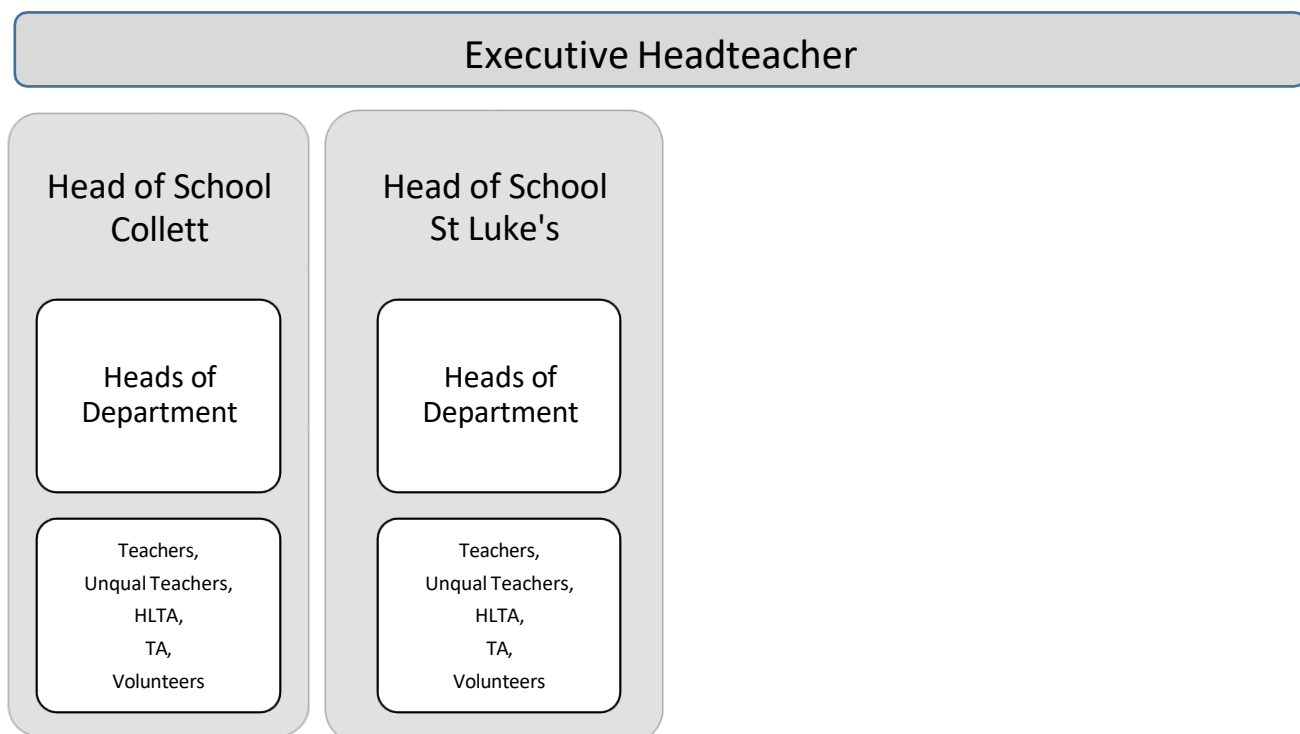 Executive Headteacher
Head of School
Collett
Heads of
Department
Teachers,
Unqual Teachers,
HLTA,
TA,
Volunteers
Head of School
St Luke's
Heads of
Department
Teachers,
Unqual Teachers,
HLTA,
TA,
Volunteers